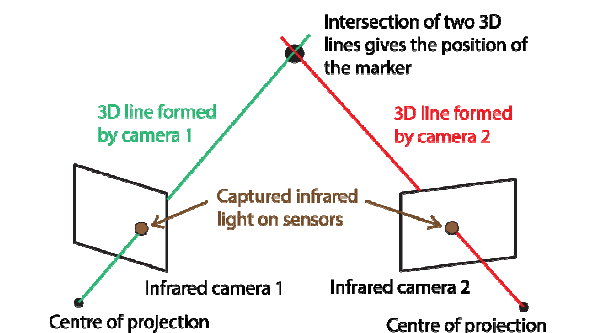 Intersection of two 3D
lines gives the position of
the marker
3D line formed
by camera 1
3D line formed
by camera 2
Captured infrared
light on sensors
Infrared camera 1
Infrared camera 2
Centre of projection
Centre of projection